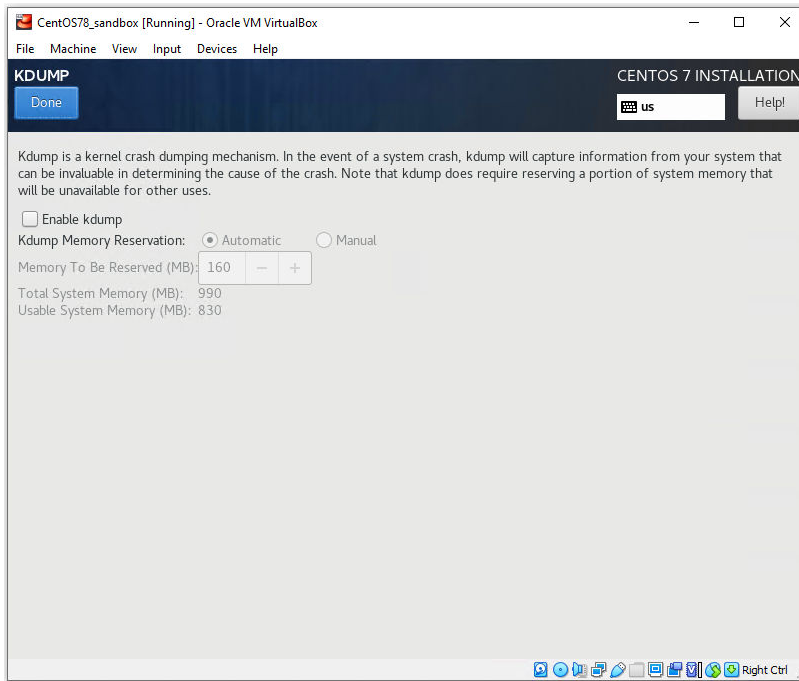 CentOS78_sandbox [Running] - Oracle VM VirtualBox
File Machine View Input Devices Help
KDUMP
CENTOS 7 INSTALLATION
Done
us
Help!
Kdump is a kernel crash dumping mechanism. In the event of a system crash, kdump will capture information from your system that
can be invaluable in determining the cause of the crash. Note that kdump does require reserving a portion of system memory that
will be unavailable for other uses.
Enable kdump
Kdump Memory Reservation: Automatic Manual
Memory To Be Reserved (MB): 160 − +
Total System Memory (MB): 990
Usable System Memory (MB): 830
Right Ctrl